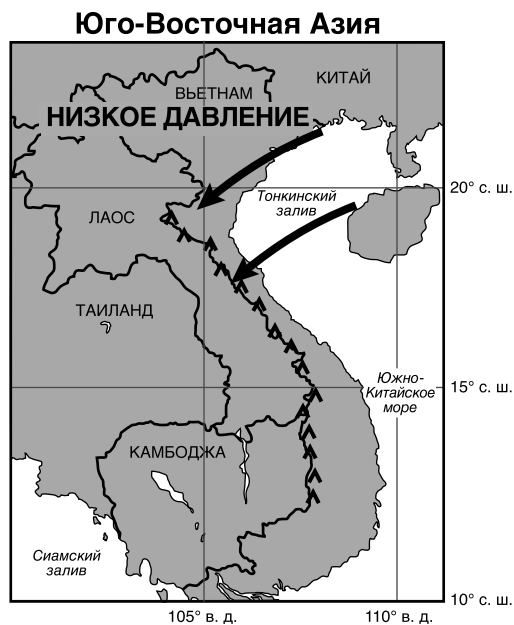 Юго-Восточная Азия
КИТАЙ
ВЬЕТНАМ
НИЗКОЕ ДАВЛЕНИЕ
20° с. ш.
Тонкинский
залив
ЛАОС
ТАИЛАНД
Южно-
Китайское
море
15° с. ш.
КАМБОДЖА
Сиамский
залив
10° с. ш.
105° в. д.
110° в. д.